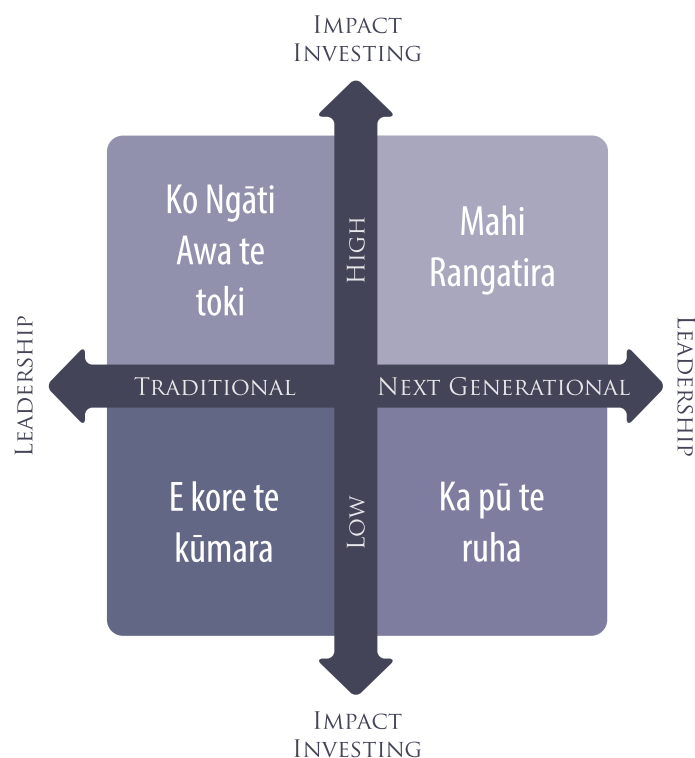 IMPACT
INVESTING
Ko Ngāti
Awa te
toki
HIGH
Mahi
Rangatira
LEADERSHIP
TRADITIONAL
NEXT GENERATIONAL
LEADERSHIP
E kore te
kūmara
LOW
Ka pū te
ruha
IMPACT
INVESTING